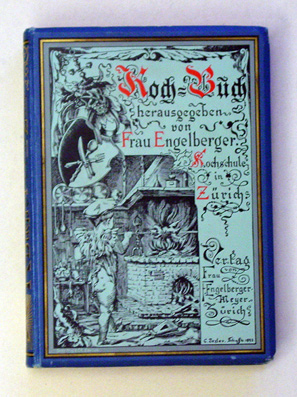 Koch-Buch
herausgegeben
von
Frau Engelberger.
Kochschule
in
Zürich
Verlag
von
Frau
Engelberger-
Meyer
Zürich